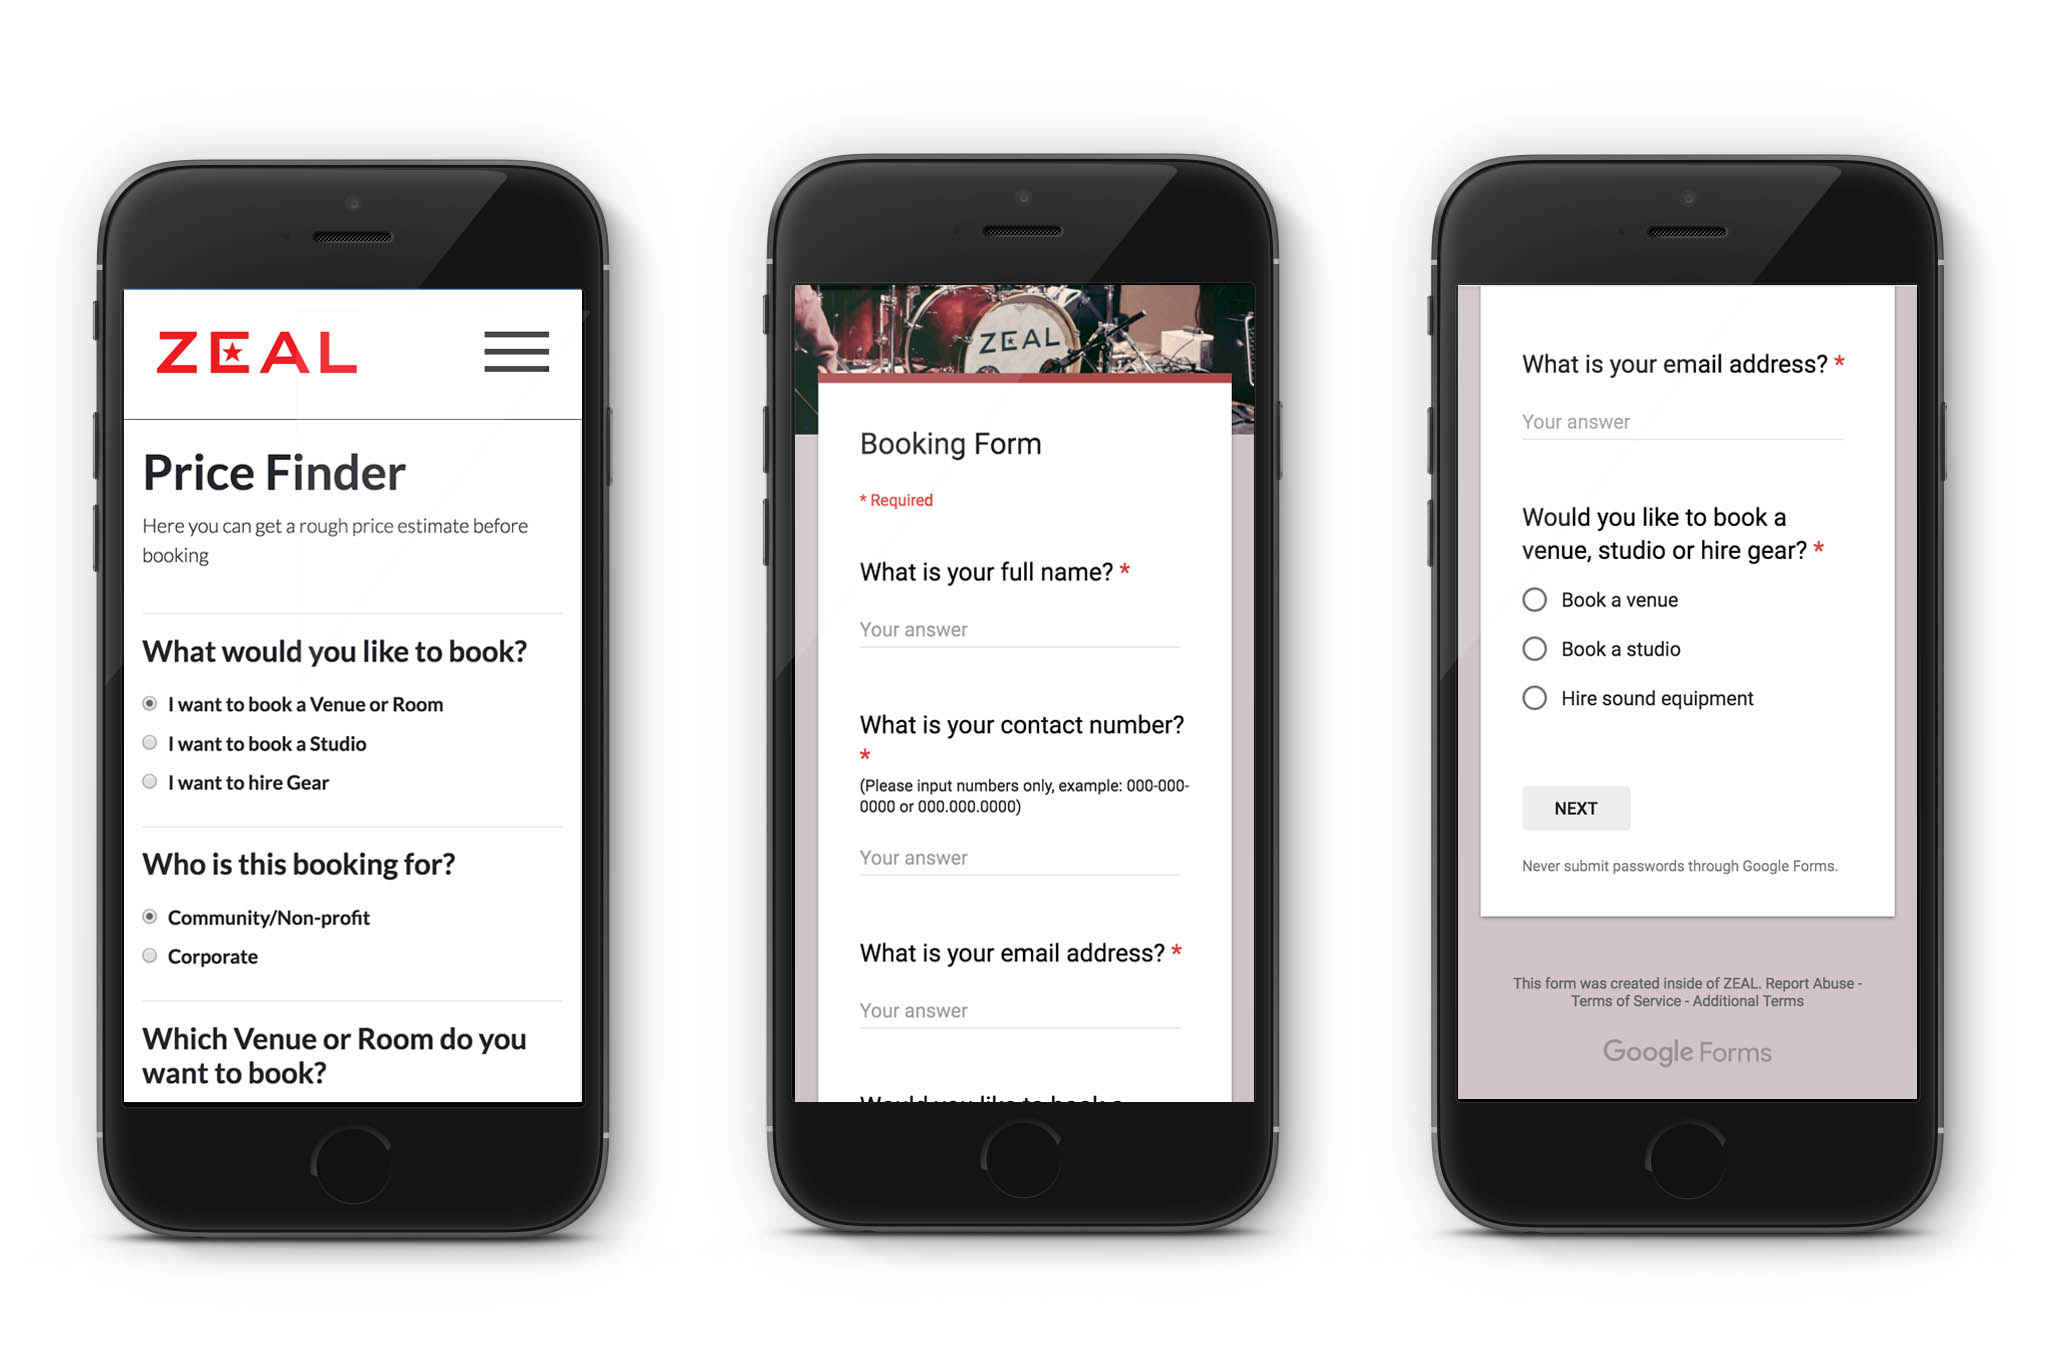 ZEAL
Price Finder
Here you can get a rough price estimate before
booking
What would you like to book?
I want to book a Venue or Room
I want to book a Studio
I want to hire Gear
Who is this booking for?
Community/Non-profit
Corporate
Which Venue or Room do you
want to book?
ZEAL
Booking Form
* Required
What is your full name? *
Your answer
What is your contact number?
*
(Please input numbers only, example: 000-000-
0000 or 000.000.0000)
Your answer
What is your email address? *
Your answer
Would you like to book a
What is your email address? *
Your answer
Would you like to book a
venue, studio or hire gear? *
Book a venue
Book a studio
Hire sound equipment
NEXT
Never submit passwords through Google Forms.
This form was created inside of ZEAL. Report Abuse -
Terms of Service - Additional Terms
Google Forms